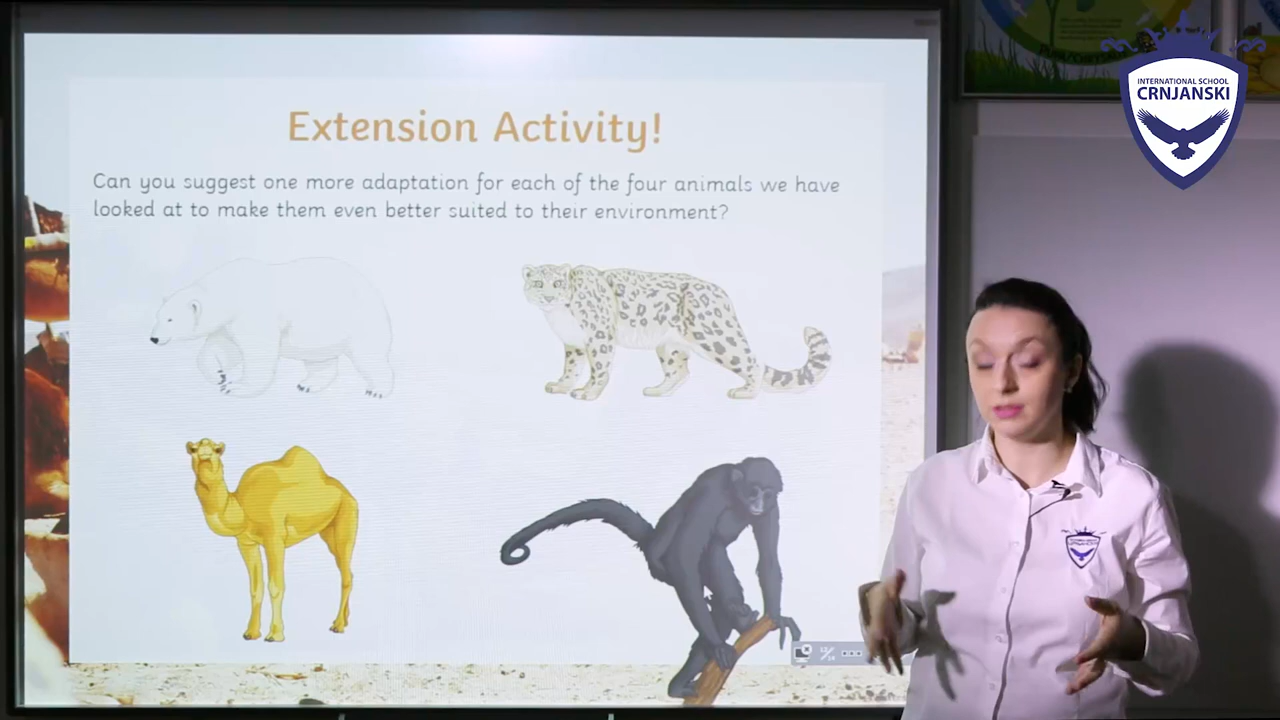 Extension Activity!
Can you suggest one more adaptation for each of the four animals we have
looked at to make them even better suited to their environment?
INTERNATIONAL SCHOOL
CRNJANSKI